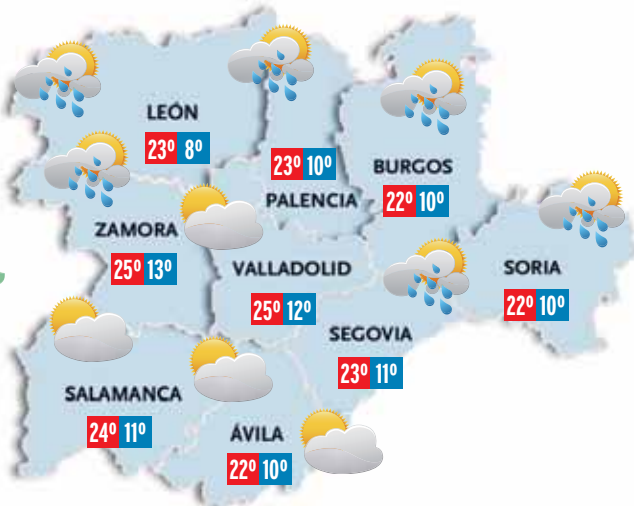 LEÓN
23º 8º
23º 10º
PALENCIA
BURGOS
22º 10º
ZAMORA
25º 13º
VALLADOLID
25º 12º
SORIA
22º 10º
SEGOVIA
23º 11º
SALAMANCA
24º 11º
ÁVILA
22º 10º